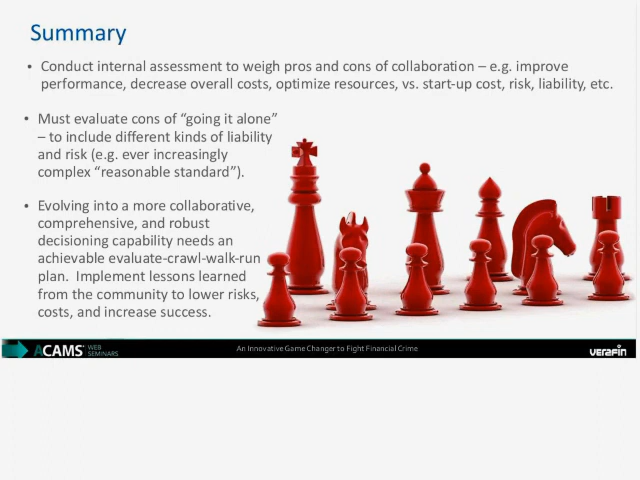 Summary
• Conduct internal assessment to weigh pros and cons of collaboration – e.g. improve
performance, decrease overall costs, optimize resources, vs. start-up cost, risk, liability, etc.
• Must evaluate cons of “going it alone”
– to include different kinds of liability
and risk (e.g. ever increasingly
complex “reasonable standard”).
• Evolving into a more collaborative,
comprehensive, and robust
decisioning capability needs an
achievable evaluate-crawl-walk-run
plan. Implement lessons learned
from the community to lower risks,
costs, and increase success.
ACAMS® WEB
SEMINARS
An Innovative Game Changer to Fight Financial Crime
VERAFIN